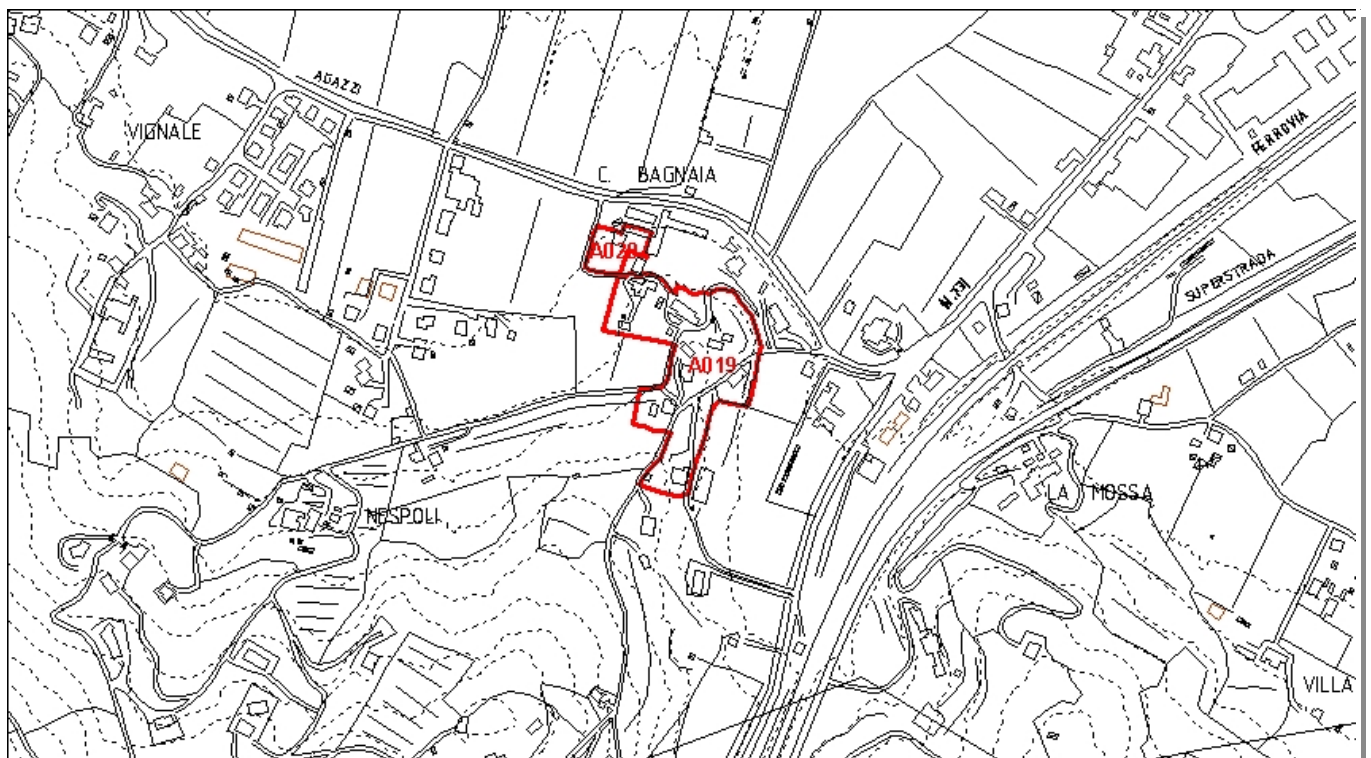 AGAZZI
VIGNALE
FERROVIA
C. BAGNAIA
A020
SUPERSTRADA
A019
LA MOSSA
NESPOLI
VILLA